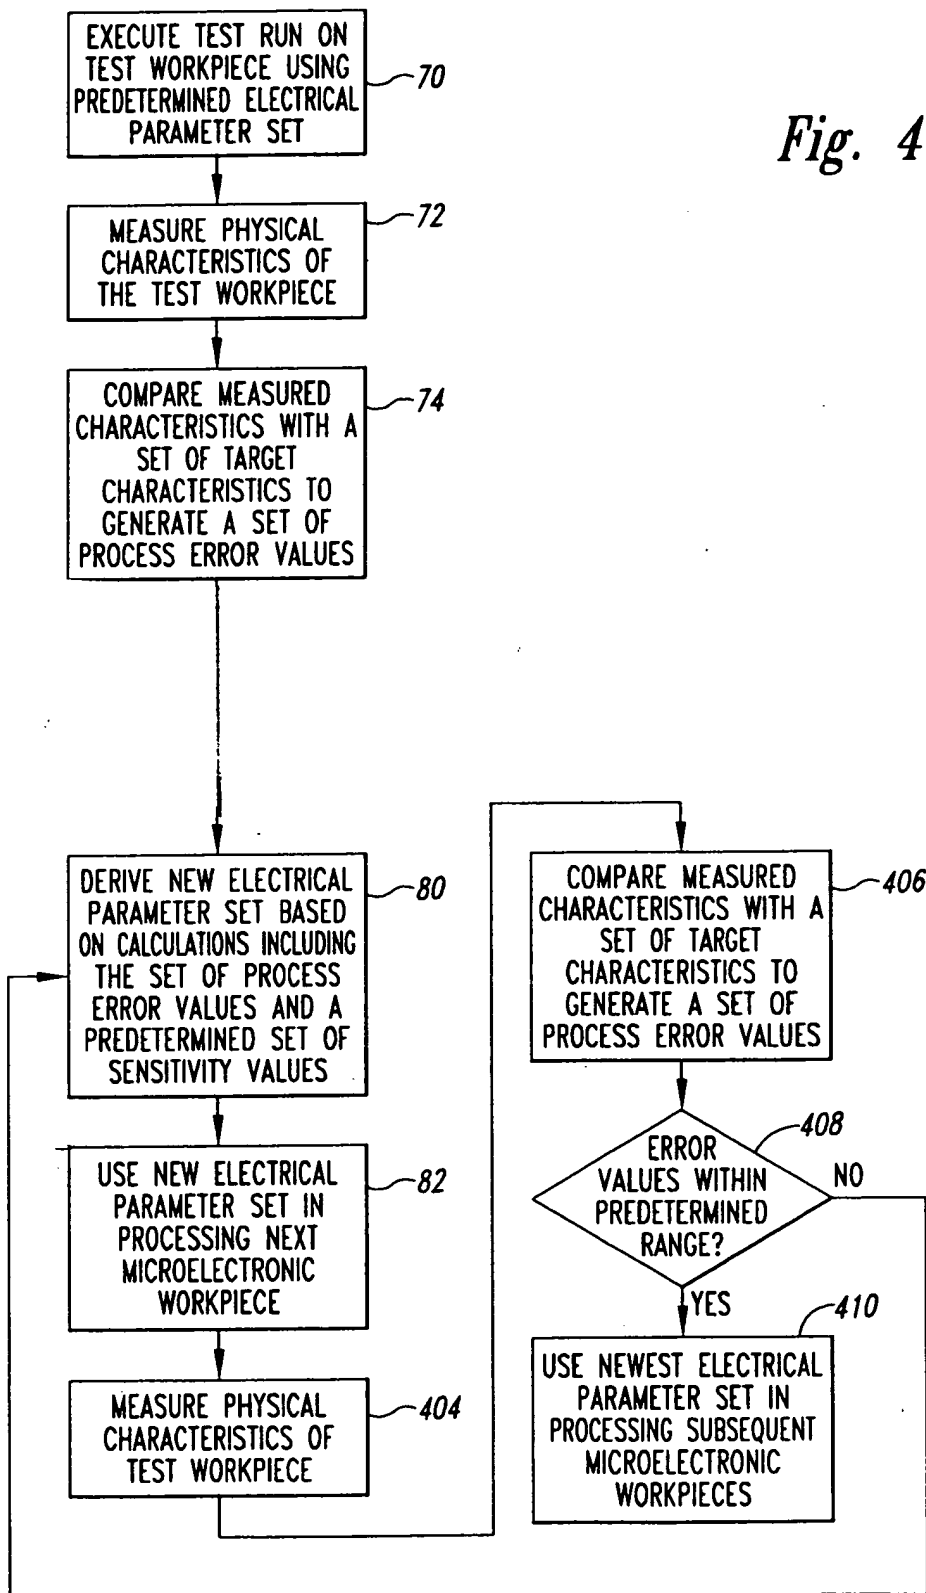 Fig. 4
EXECUTE TEST RUN ON
TEST WORKPIECE USING
PREDETERMINED ELECTRICAL
PARAMETER SET
70
MEASURE PHYSICAL
CHARACTERISTICS OF
THE TEST WORKPIECE
72
COMPARE MEASURED
CHARACTERISTICS WITH A
SET OF TARGET
CHARACTERISTICS TO
GENERATE A SET OF
PROCESS ERROR VALUES
74
DERIVE NEW ELECTRICAL
PARAMETER SET BASED
ON CALCULATIONS INCLUDING
THE SET OF PROCESS
ERROR VALUES AND A
PREDETERMINED SET OF
SENSITIVITY VALUES
80
USE NEW ELECTRICAL
PARAMETER SET IN
PROCESSING NEXT
MICROELECTRONIC
WORKPIECE
82
MEASURE PHYSICAL
CHARACTERISTICS OF
TEST WORKPIECE
404
COMPARE MEASURED
CHARACTERISTICS WITH A
SET OF TARGET
CHARACTERISTICS TO
GENERATE A SET OF
PROCESS ERROR VALUES
406
ERROR
VALUES WITHIN
PREDETERMINED
RANGE?
408
NO
YES
USE NEWEST ELECTRICAL
PARAMETER SET IN
PROCESSING SUBSEQUENT
MICROELECTRONIC
WORKPIECES
410